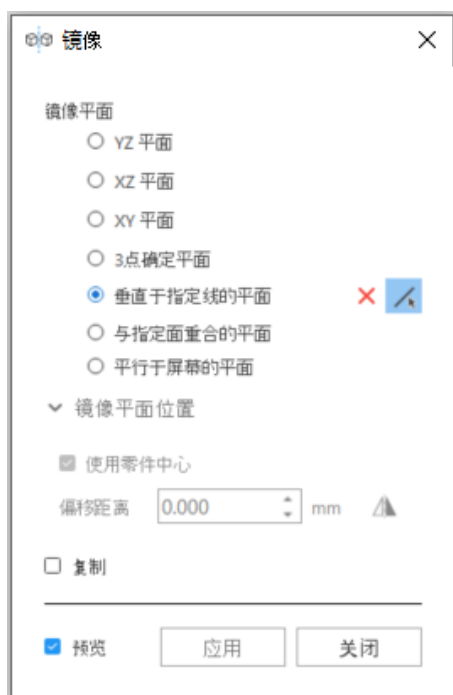 镜像
镜像平面
YZ 平面
XZ 平面
XY 平面
3点确定平面
垂直于指定线的平面
与指定面重合的平面
平行于屏幕的平面
镜像平面位置
使用零件中心
偏移距离 0.000 mm
复制
预览 应用 关闭